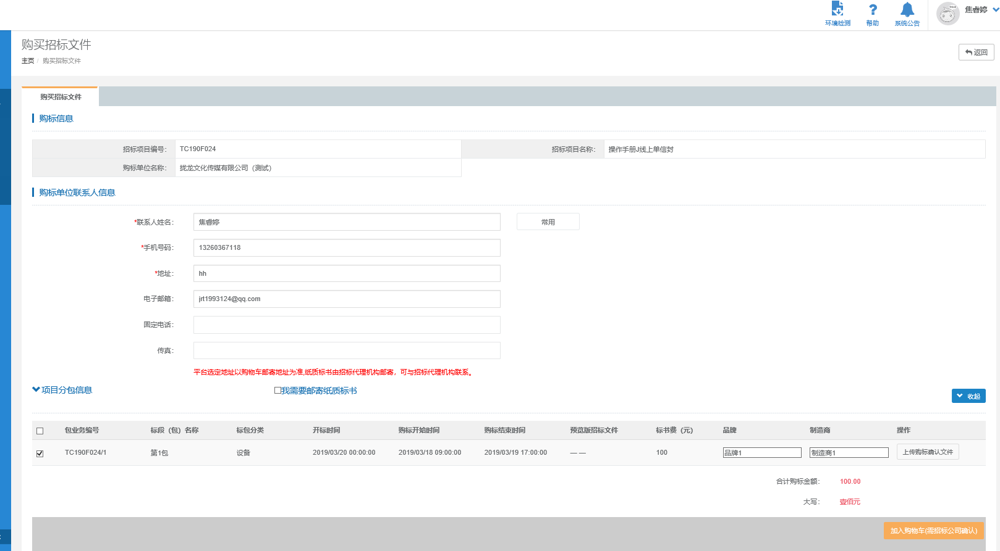 环境检测 帮助 系统公告 焦睿婷
购买招标文件
主页 / 购买招标文件
返回
购买招标文件
购标信息
招标项目编号： TC190F024 招标项目名称： 操作手册J线上单信封
购标单位名称： 拢龙文化传媒有限公司（测试）
购标单位联系人信息
*联系人姓名： 焦睿婷 常用
*手机号码： 13260367118
*地址： hh
电子邮箱： jrt1993124@qq.com
固定电话：
传真：
平台选定地址以购物车邮寄地址为准,纸质标书由招标代理机构邮寄，可与招标代理机构联系。
项目分包信息 我需要邮寄纸质标书
收起
包业务编号 标段（包）名称 标包分类 开标时间 购标开始时间 购标结束时间 预览版招标文件 标书费（元） 品牌 制造商 操作
TC190F024/1 第1包 设备 2019/03/20 00:00:00 2019/03/18 09:00:00 2019/03/19 17:00:00 — — 100 品牌1 制造商1 上传购标确认文件
合计购标金额： 100.00
大写： 壹佰元
加入购物车(需招标公司确认)